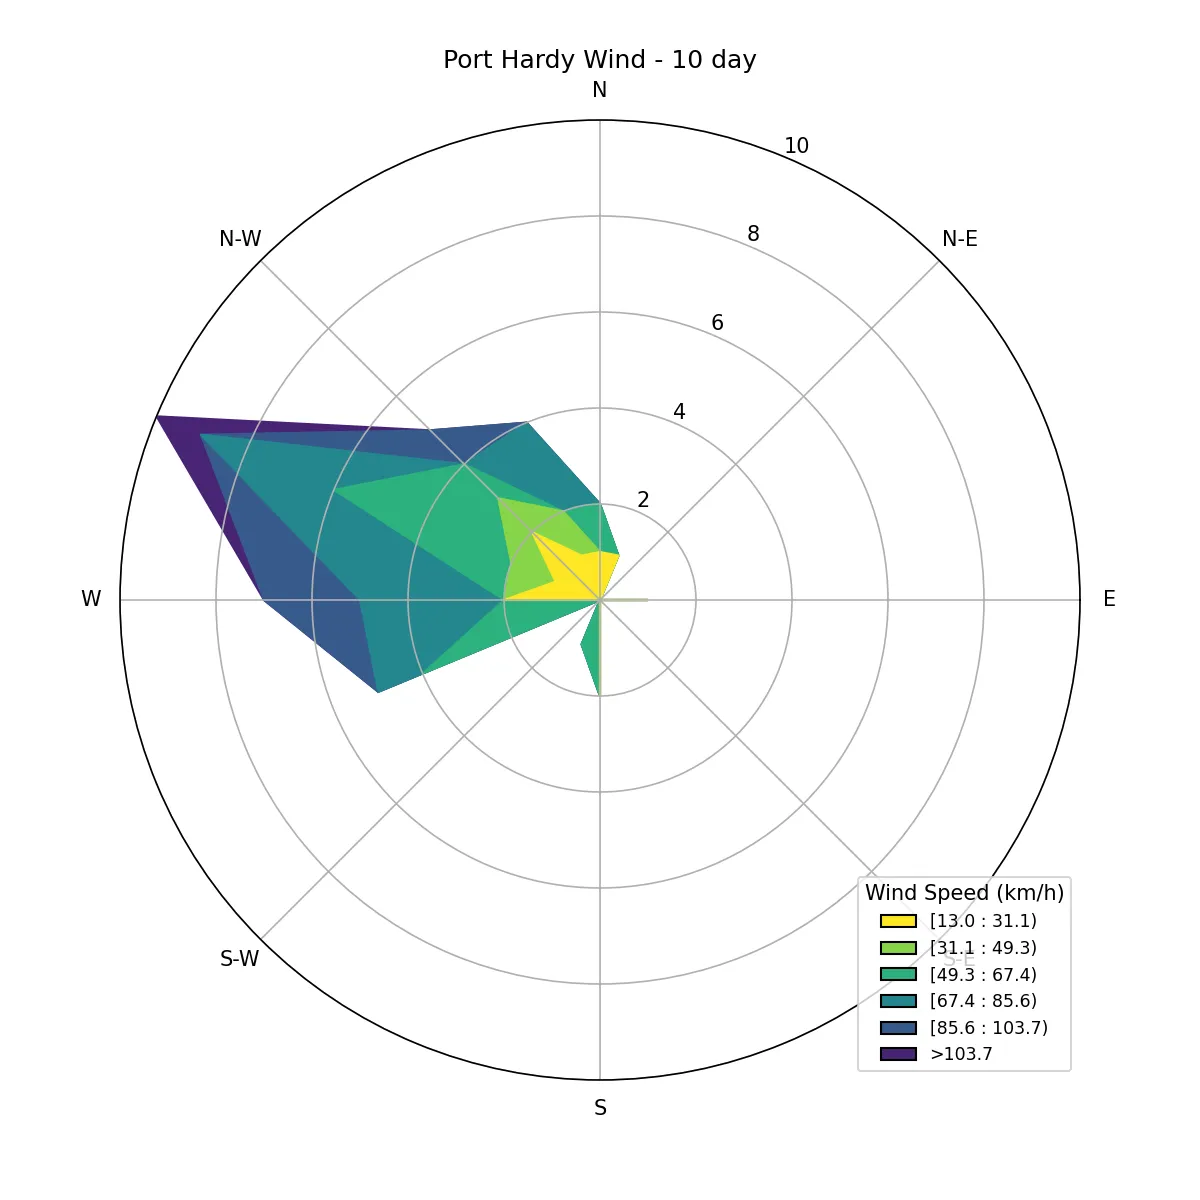 Port Hardy Wind - 10 day
N
10
N-W
N-E
8
6
4
2
W
E
S-W
S-E
S
Wind Speed (km/h)
[13.0 : 31.1)
[31.1 : 49.3)
[49.3 : 67.4)
[67.4 : 85.6)
[85.6 : 103.7)
>103.7